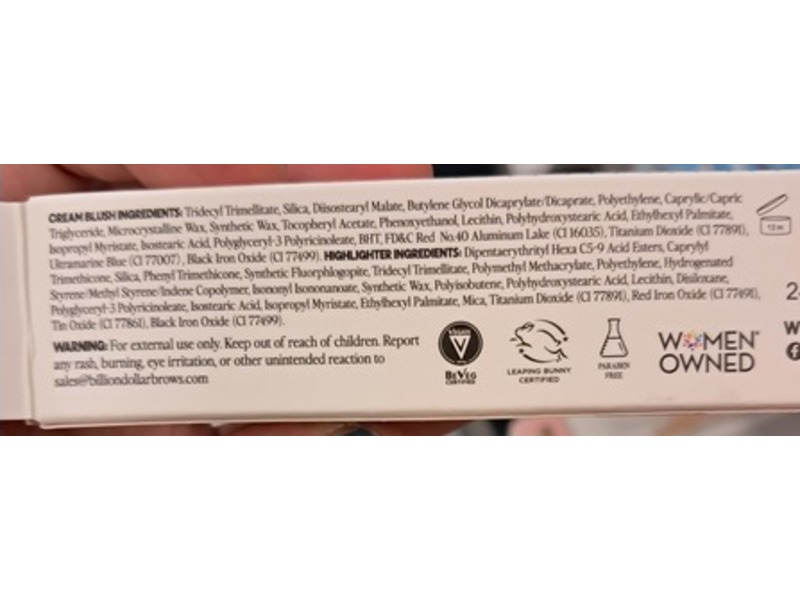 CREAM BLUSH INGREDIENTS: Tridecyl Trimellitate, Silica, Diisostearyl Malate, Butylene Glycol Dicaprylate/Dicaprate, Polyethylene, Caprylic/Capric
Triglyceride, Microcrystalline Wax, Synthetic Wax, Tocopheryl Acetate, Phenoxyethanol, Lecithin, Polyhydroxystearic Acid, Ethylhexyl Palmitate,
Isopropyl Myristate, Isostearic Acid, Polyglyceryl-3 Polyricinoleate, BHT, FD&C Red No.40 Aluminum Lake (CI 16035), Titanium Dioxide (CI 77891),
Ultramarine Blue (CI 77007), Black Iron Oxide (CI 77499). HIGHLIGHTER INGREDIENTS: Dipentaerythrityl Hexa C5-9 Acid Esters, Caprylyl
Trimethicone, Silica, Phenyl Trimethicone, Synthetic Fluorphlogopite, Tridecyl Trimellitate, Polymethyl Methacrylate, Polyethylene, Hydrogenated
Styrene/Methyl Styrene/Indene Copolymer, Isononyl Isononanoate, Synthetic Wax, Polyisobutene, Polyhydroxystearic Acid, Lecithin, Disiloxane,
Polyglyceryl-3 Polyricinoleate, Isostearic Acid, Isopropyl Myristate, Ethylhexyl Palmitate, Mica, Titanium Dioxide (CI 77891), Red Iron Oxide (CI 77491),
Tin Oxide (CI 77861), Black Iron Oxide (CI 77499).
12 M
WARNING: For external use only. Keep out of reach of children. Report
any rash, burning, eye irritation, or other unintended reaction to
sales@billiondollarbrows.com
VEGAN
V
BEVEG
CERTIFIED
LEAPING BUNNY
CERTIFIED
PARABEN
FREE
WOMEN
OWNED
2
W
f